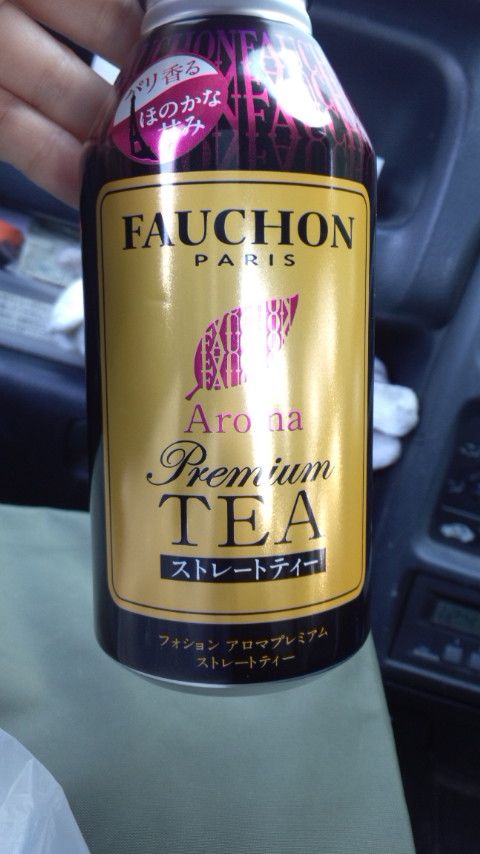 パリ香る
ほのかな
甘み
FAUCHON
PARIS
Aroma
Premium
TEA
ストレートティー
フォション アロマプレミアム
ストレートティー